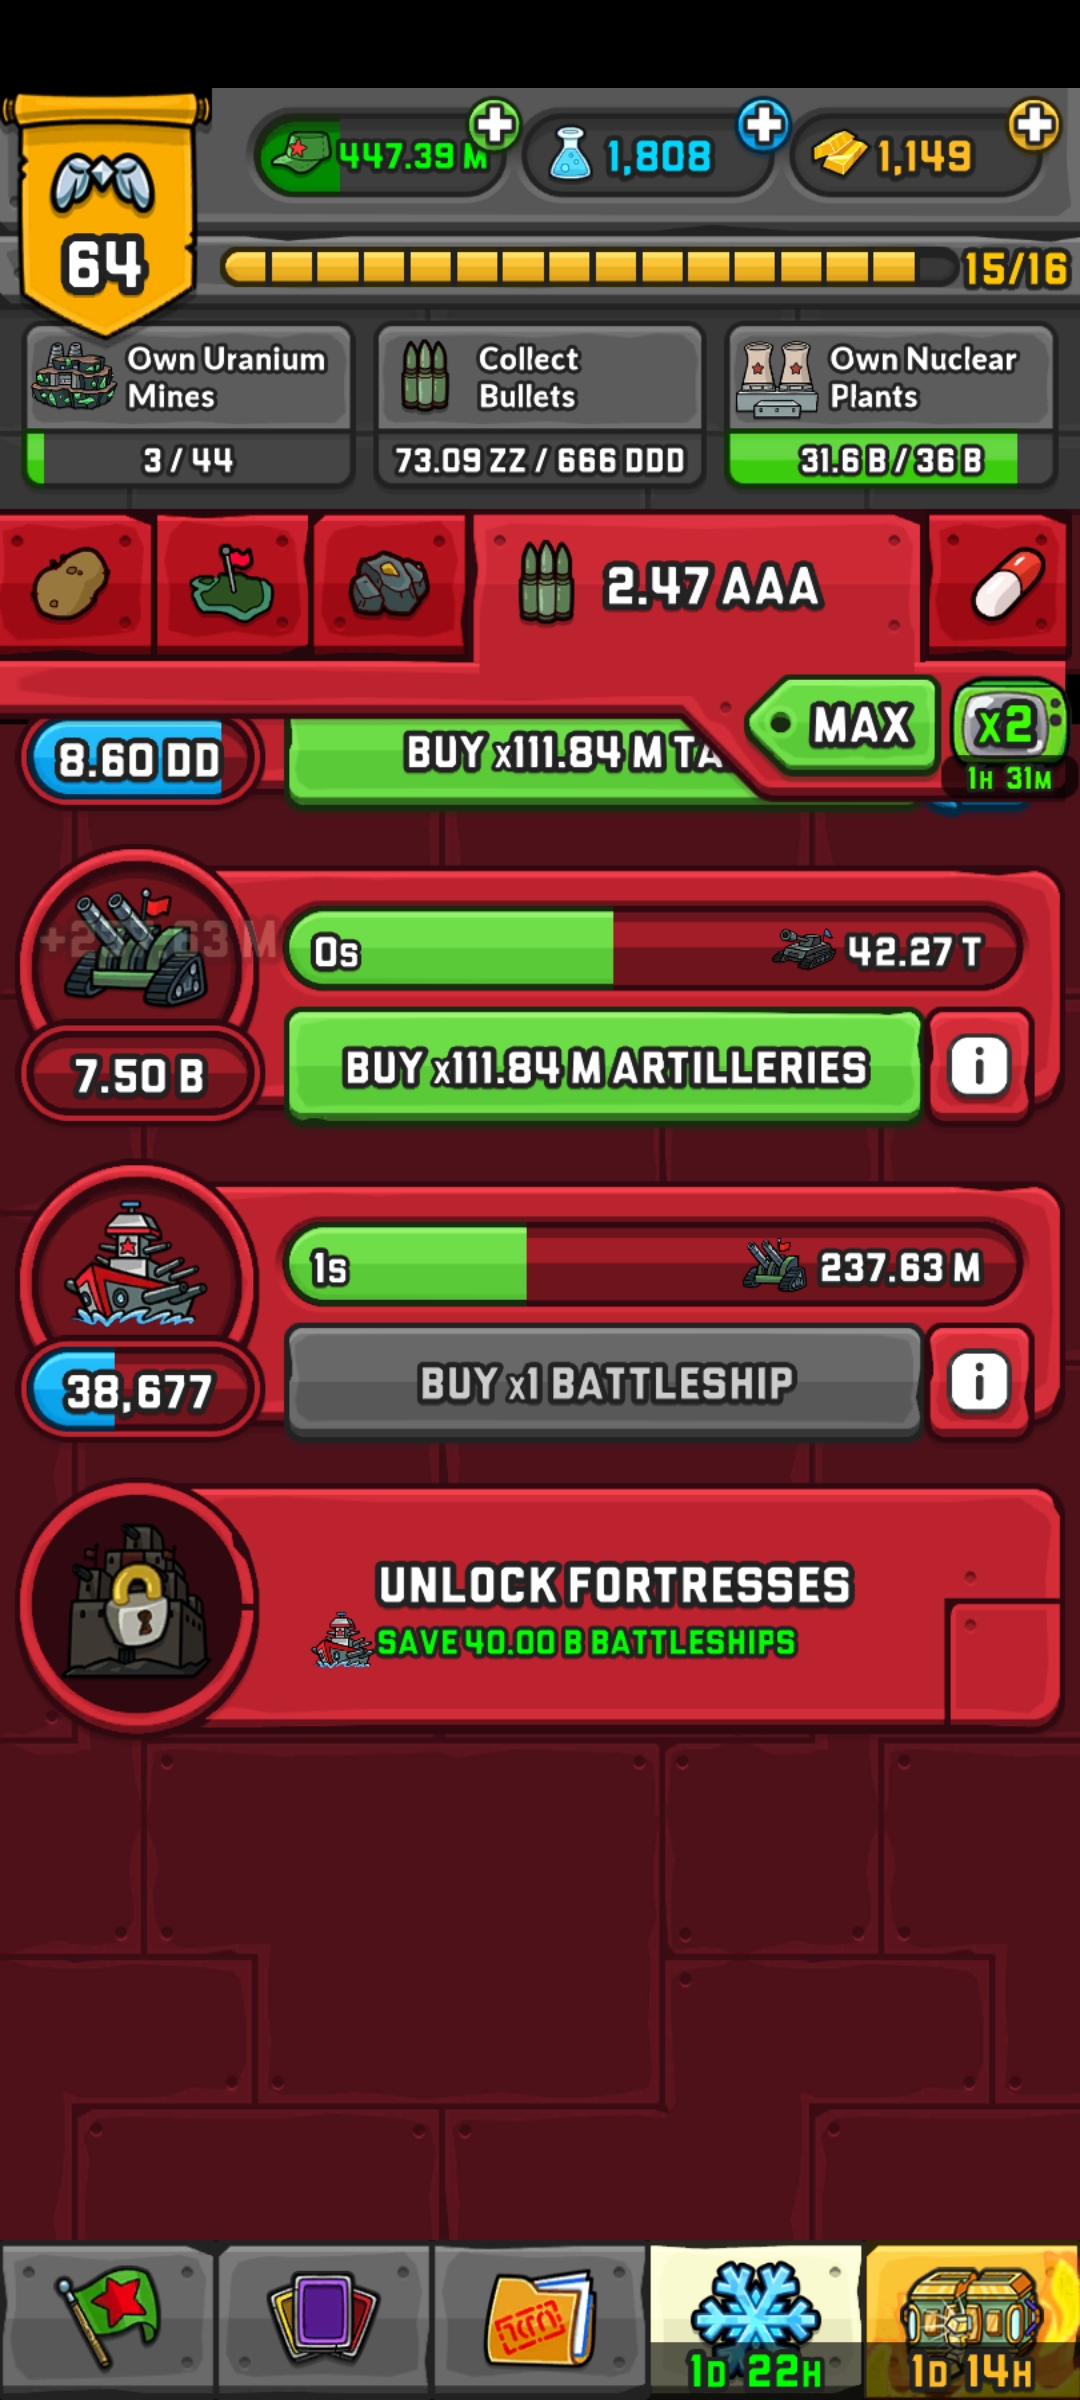 64
447.39 M
1,808
1,149
15/16
Own Uranium
Mines
3 / 44
Collect
Bullets
73.09 ZZ / 666 DDD
Own Nuclear
Plants
31.6 B / 36 B
2.47 AAA
MAX
X2
1H 31M
8.60 DD
BUY x111.84 M TA
0s
42.27 T
7.50 B
BUY x111.84 M ARTILLERIES
1s
237.63 M
38,677
BUY x1 BATTLESHIP
UNLOCK FORTRESSES
SAVE 40.00 B BATTLESHIPS
1D 22H
1D 14H